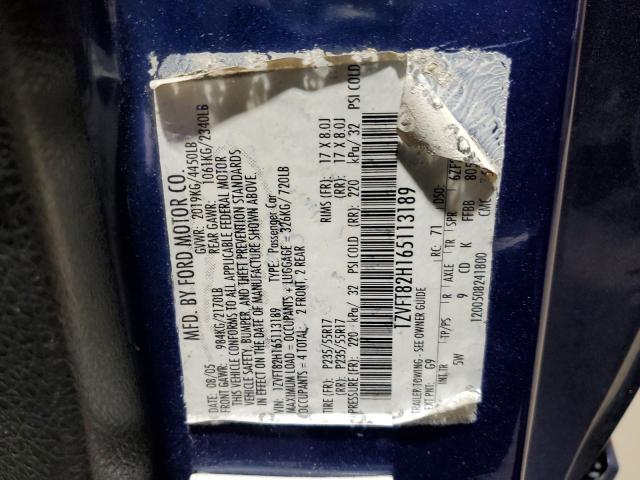 MFD. BY FORD MOTOR CO.
DATE: 08/05 GVWR: 2019KG/4450LB
FRONT GAWR: 984KG/2170LB REAR GAWR: 1061KG/2340LB
THIS VEHICLE CONFORMS TO ALL APPLICABLE FEDERAL MOTOR
VEHICLE SAFETY, BUMPER, AND THEFT PREVENTION STANDARDS
IN EFFECT ON THE DATE OF MANUFACTURE SHOWN ABOVE.
VIN: 1ZVFT82H165113189 TYPE: Passenger Car
MAXIMUM LOAD = OCCUPANTS + LUGGAGE = 326KG/ 720LB
OCCUPANTS = 4 TOTAL, 2 FRONT, 2 REAR
TIRE (FR): P235/55R17 RIMS (FR): 17 X 8.0J
(RR): P235/55R17 (RR): 17 X 8.0J
PRESSURE (FR): 220 kPa/ 32 PSI COLD (RR): 220 kPa/ 32 PSI COLD
1ZVFT82H165113189
TRAILER TOWING - SEE OWNER GUIDE
EXT PNT: G9 RC: 71 DSO:
INT TR TP/PS R AXLE TR SPR
5W 9 CD K FFBB
1200508241800 CMC